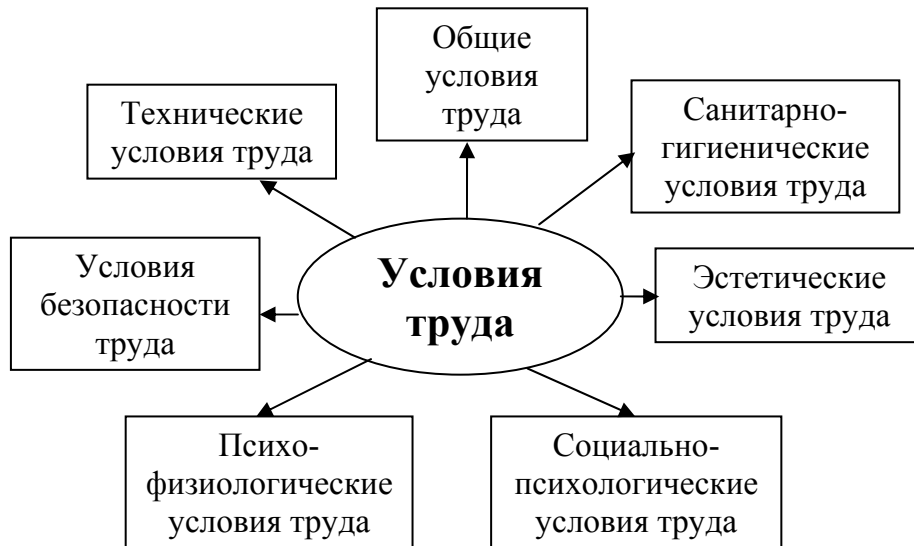 Общие
условия
труда
Технические
условия труда
Санитарно-
гигиенические
условия труда
Условия
безопасности
труда
Условия
труда
Эстетические
условия труда
Психо-
физиологические
условия труда
Социально-
психологические
условия труда